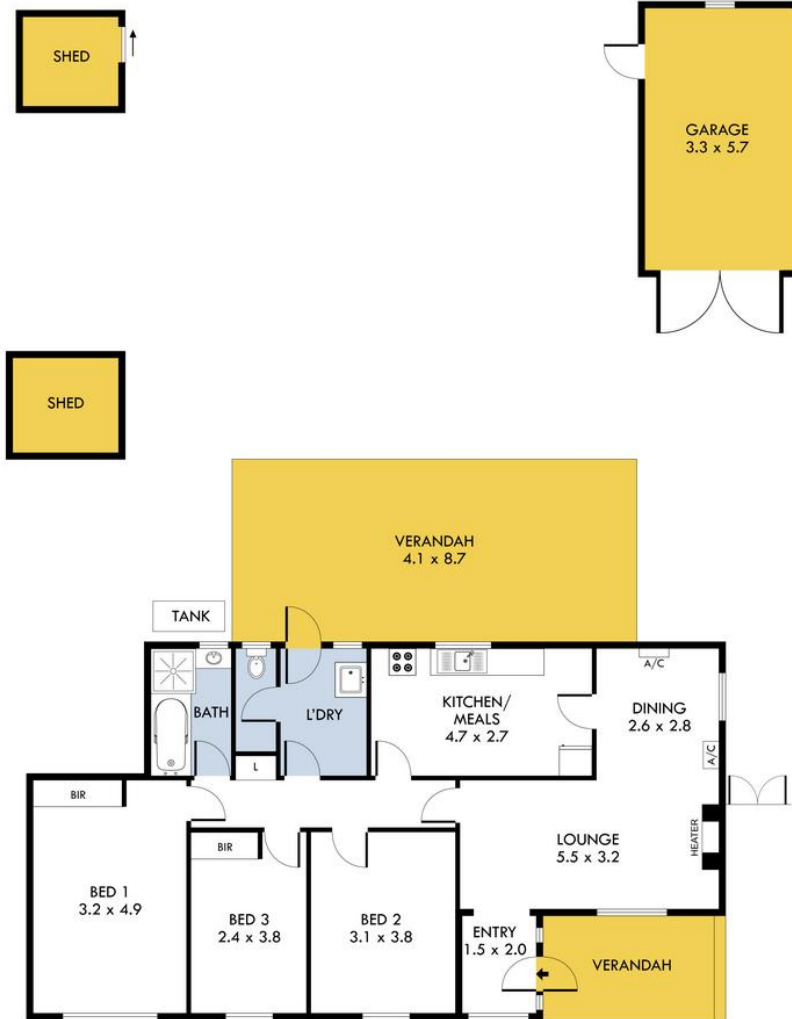 SHED
GARAGE
3.3 x 5.7
SHED
VERANDAH
4.1 x 8.7
TANK
A/C
BATH
L'DRY
KITCHEN/
MEALS
4.7 x 2.7
DINING
2.6 x 2.8
A/C
L
BIR
HEATER
LOUNGE
5.5 x 3.2
BIR
BED 1
3.2 x 4.9
BED 3
2.4 x 3.8
BED 2
3.1 x 3.8
ENTRY
1.5 x 2.0
VERANDAH